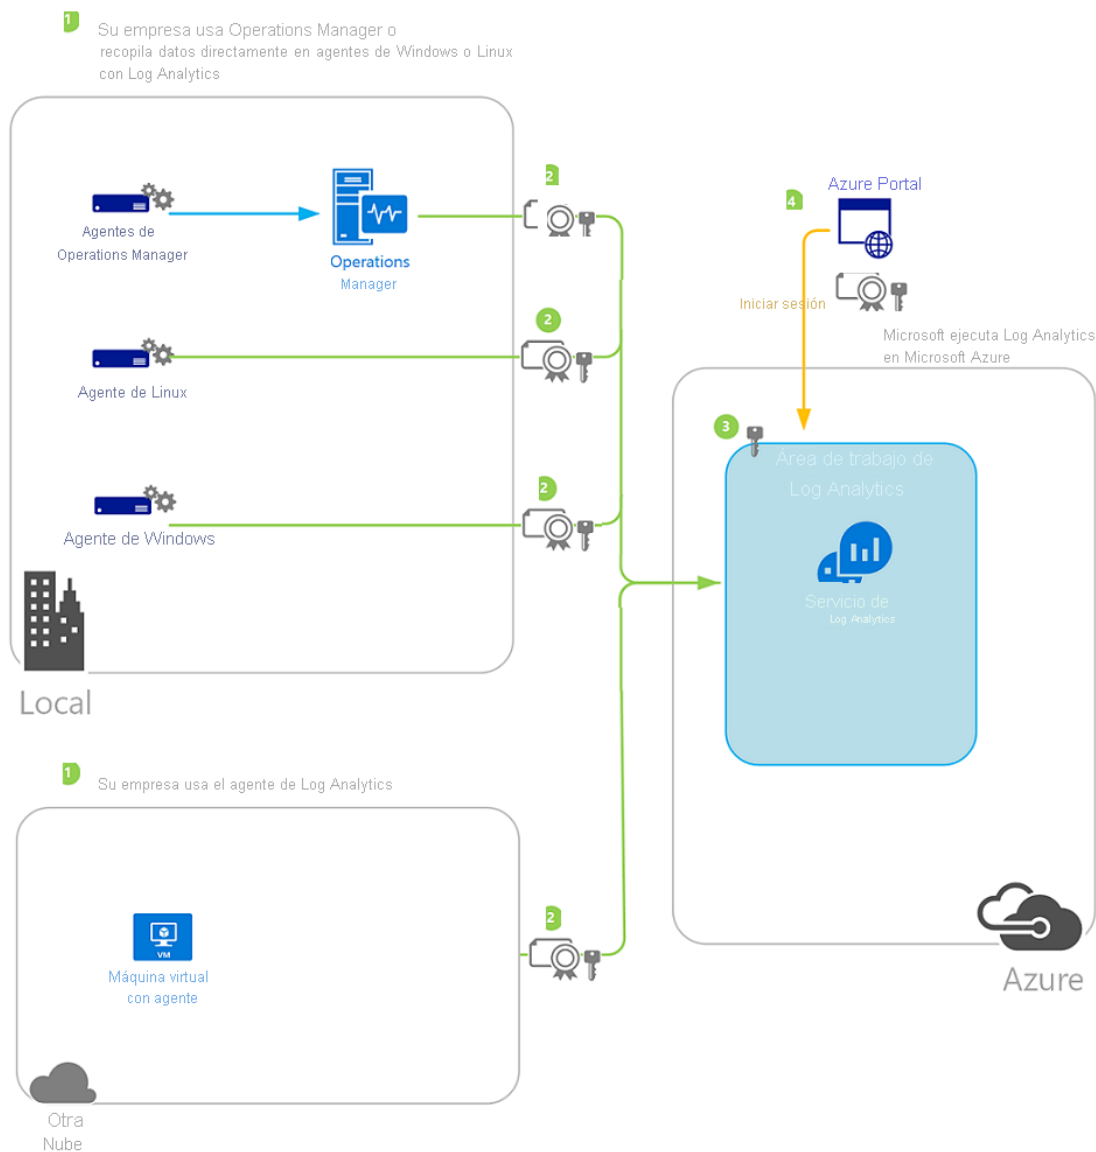 1
Su empresa usa Operations Manager o
recopila datos directamente en agentes de Windows o Linux
con Log Analytics
2
Agentes de
Operations Manager
Operations
Manager
4
Azure Portal
Iniciar sesión
Microsoft ejecuta Log Analytics
en Microsoft Azure
2
Agente de Linux
3
Área de trabajo de
Log Analytics
2
Agente de Windows
Servicio de
Log Analytics
Local
1
Su empresa usa el agente de Log Analytics
2
VM
Máquina virtual
con agente
Azure
Otra
Nube